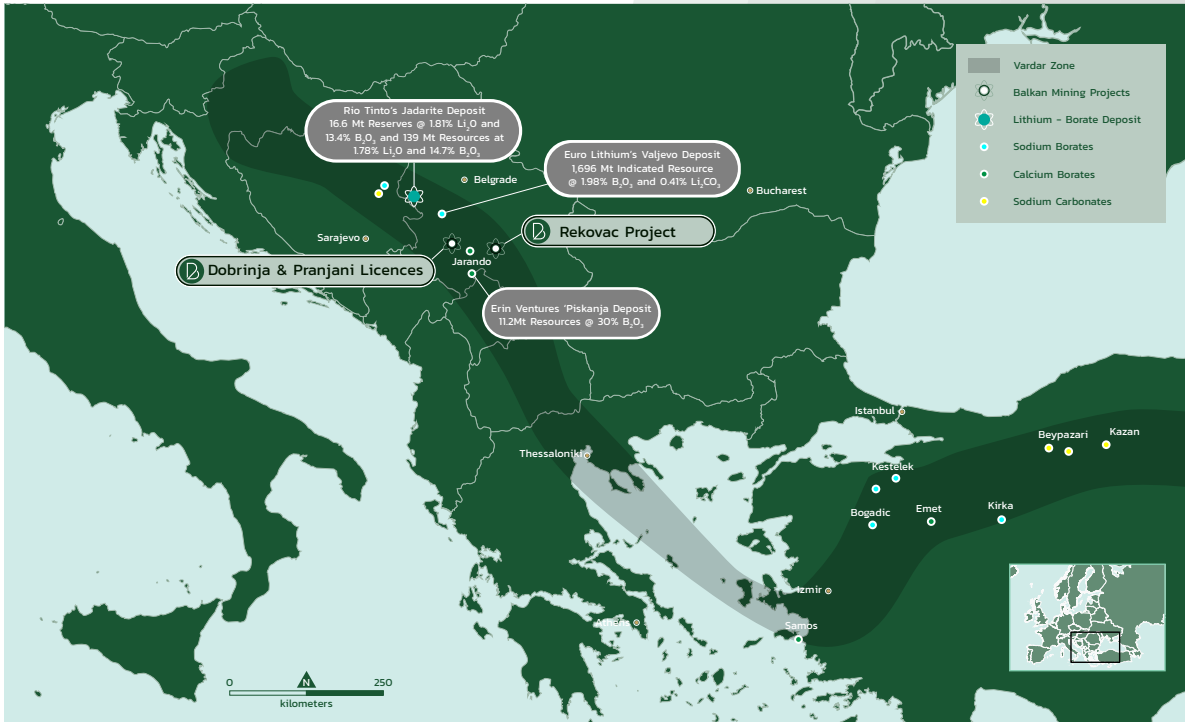 Vardar Zone
Balkan Mining Projects
Lithium - Borate Deposit
Sodium Borates
Calcium Borates
Sodium Carbonates
Rio Tinto's Jadarite Deposit
16.6 Mt Reserves @ 1.81% Li₂O and
13.4% B₂O₃ and 139 Mt Resources at
1.78% Li₂O and 14.7% B₂O₃
Euro Lithium's Valjevo Deposit
1,696 Mt Indicated Resource
@ 1.98% B₂O₃ and 0.41% Li₂CO₃
Belgrade
Bucharest
Sarajevo
Rekovac Project
Dobrinja & Pranjani Licences
Jarando
Erin Ventures 'Piskanja Deposit
11.2Mt Resources @ 30% B₂O₃
Istanbul
Thessaloniki
Beypazari
Kazan
Kestelek
Bogadic
Emet
Kirka
Izmir
Athens
Samos
0
N
250
kilometers